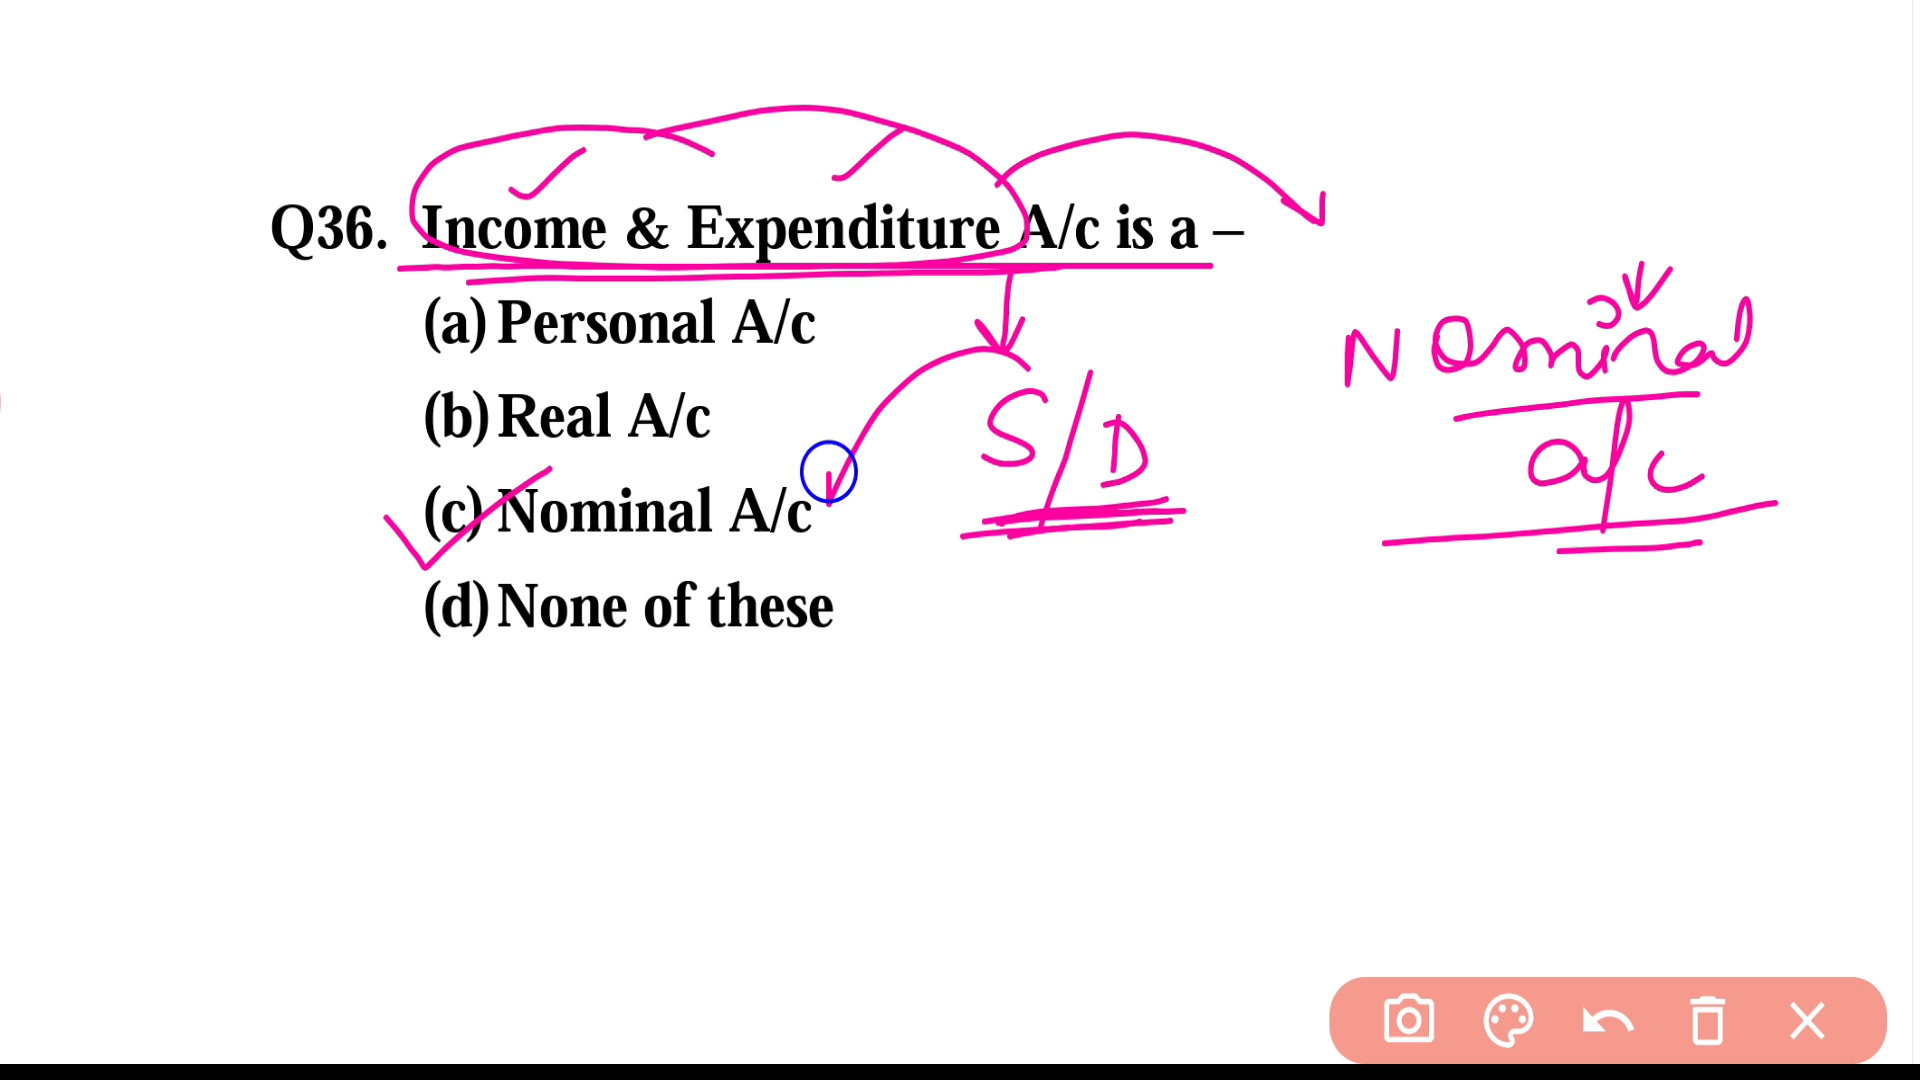 Q36. Income & Expenditure A/c is a –
(a) Personal A/c
(b) Real A/c
(c) Nominal A/c
(d) None of these
S/D
Nominal
a/c